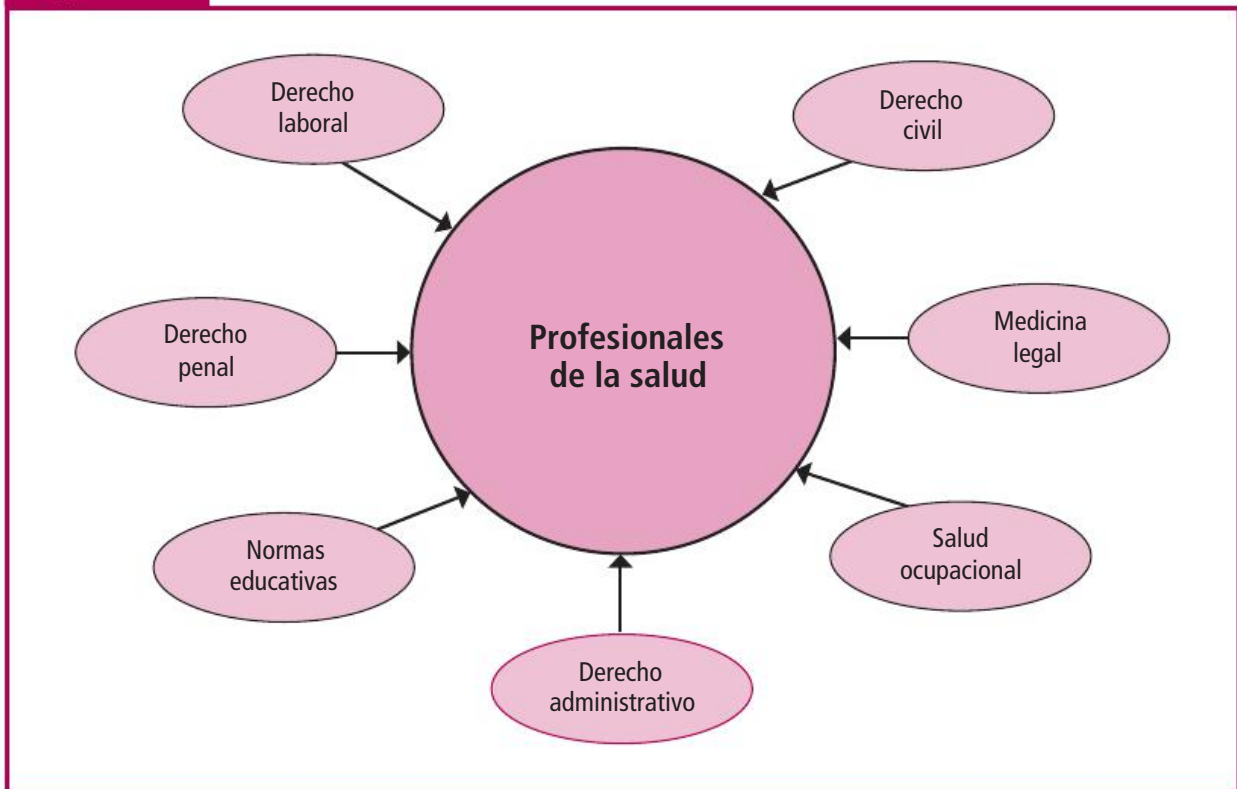 Derecho
laboral
Derecho
civil
Derecho
penal
Profesionales
de la salud
Medicina
legal
Normas
educativas
Salud
ocupacional
Derecho
administrativo